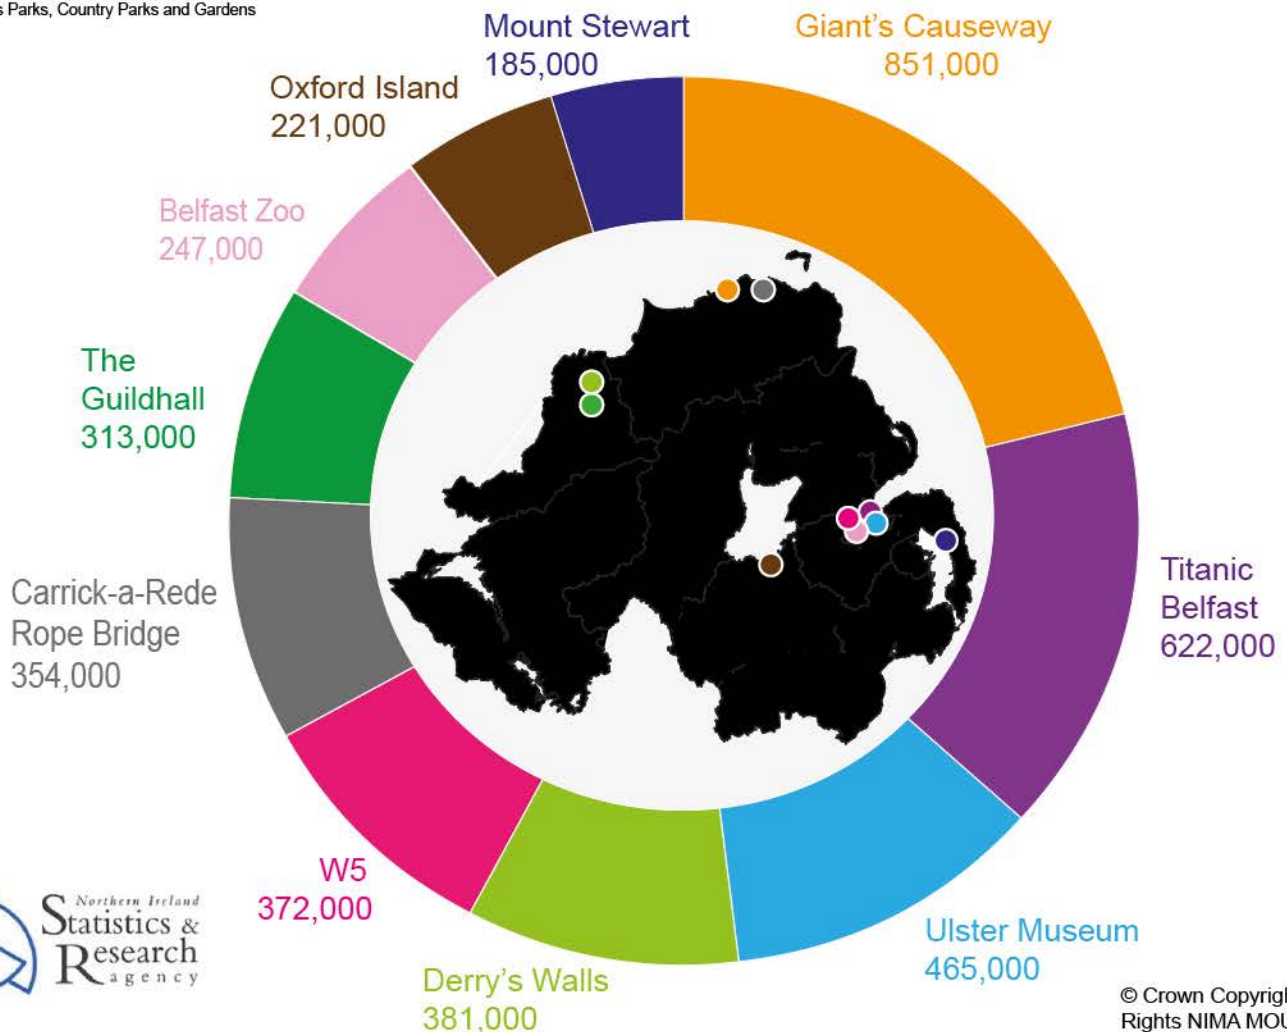 Parks, Country Parks and Gardens
Mount Stewart
185,000
Giant's Causeway
851,000
Oxford Island
221,000
Belfast Zoo
247,000
The
Guildhall
313,000
Carrick-a-Rede
Rope Bridge
354,000
Titanic
Belfast
622,000
W5
372,000
Derry's Walls
381,000
Ulster Museum
465,000
Northern Ireland
Statistics &
Research
agency
© Crown
Rights NIMA